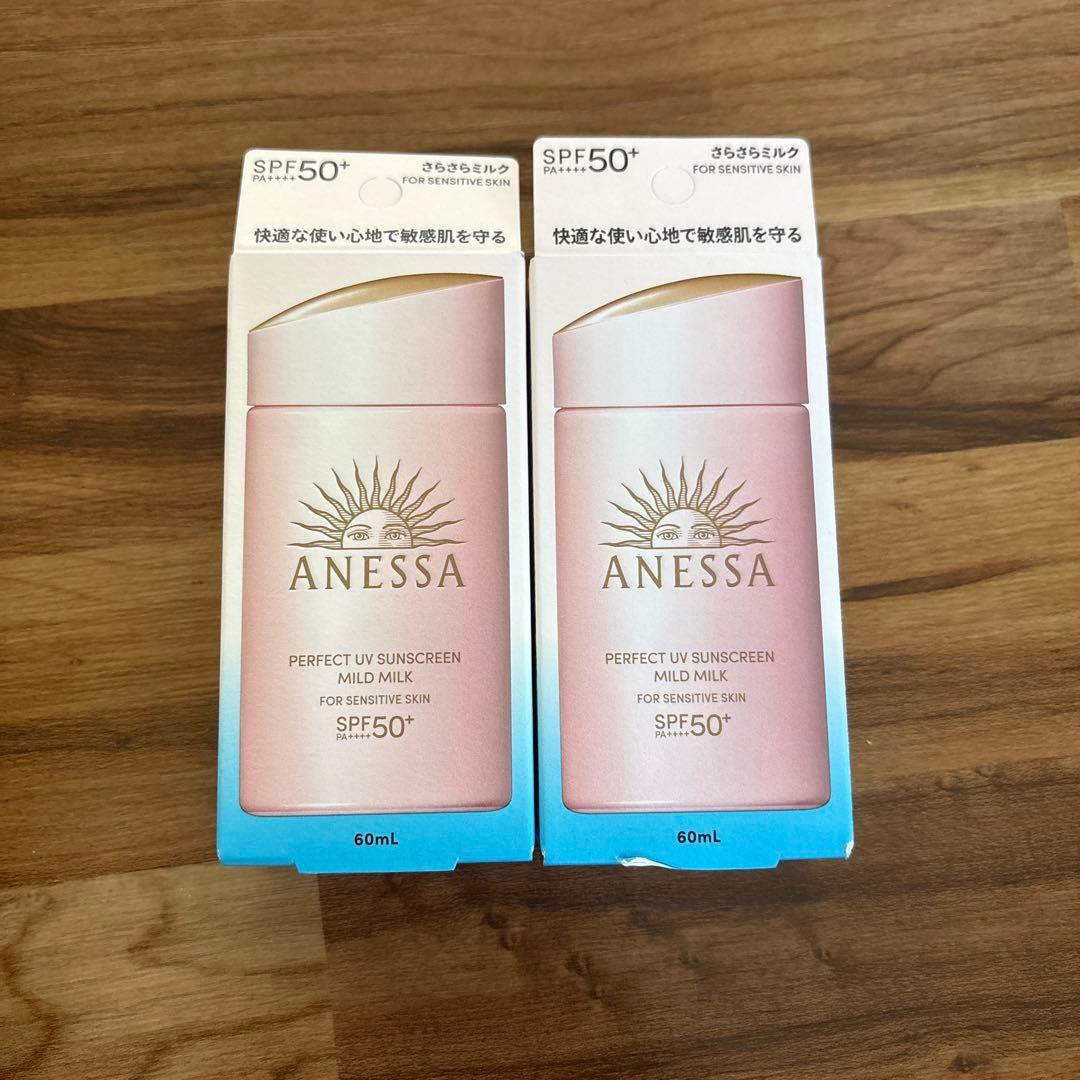 SPF50+
PA++++
さらさらミルク
FOR SENSITIVE SKIN
快適な使い心地で敏感肌を守る
ANESSA
PERFECT UV SUNSCREEN
MILD MILK
FOR SENSITIVE SKIN
SPF50+
PA++++
60mL
SPF50+
PA++++
さらさらミルク
FOR SENSITIVE SKIN
快適な使い心地で敏感肌を守る
ANESSA
PERFECT UV SUNSCREEN
MILD MILK
FOR SENSITIVE SKIN
SPF50+
PA++++
60mL